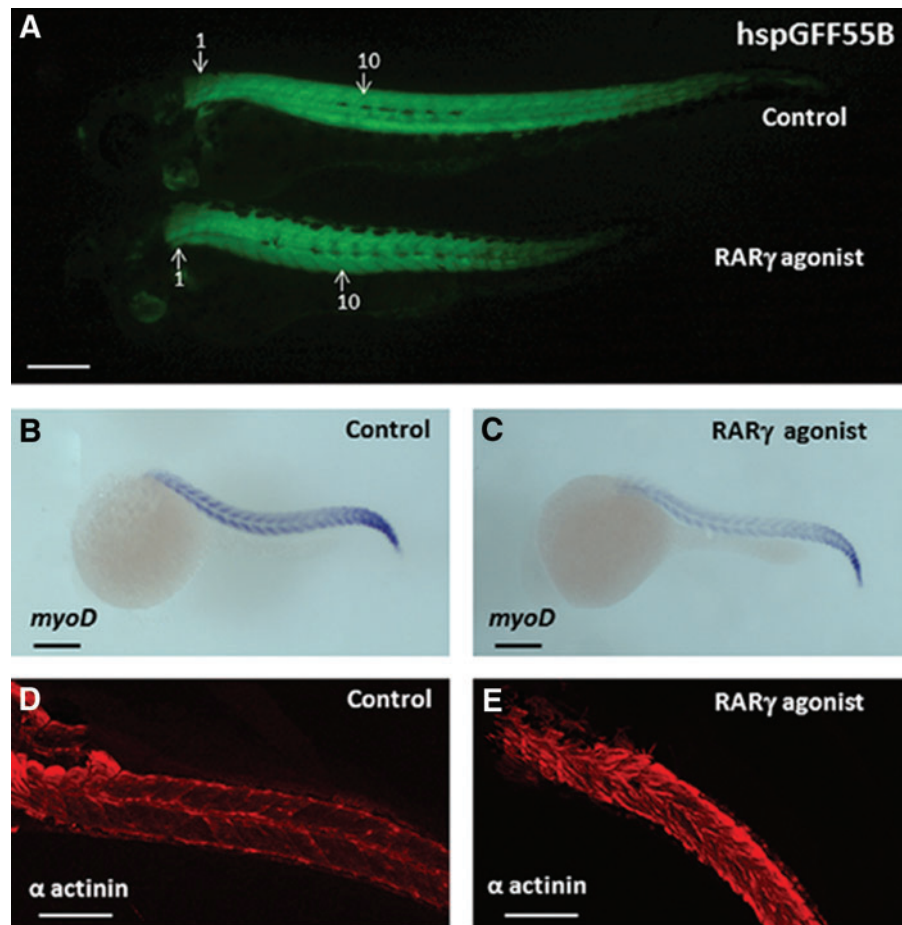 A
hspGFF55B
1
10
Control
RARγ agonist
1
10
B
Control
myoD
C
RARγ agonist
myoD
D
Control
α actinin
E
RARγ agonist
α actinin